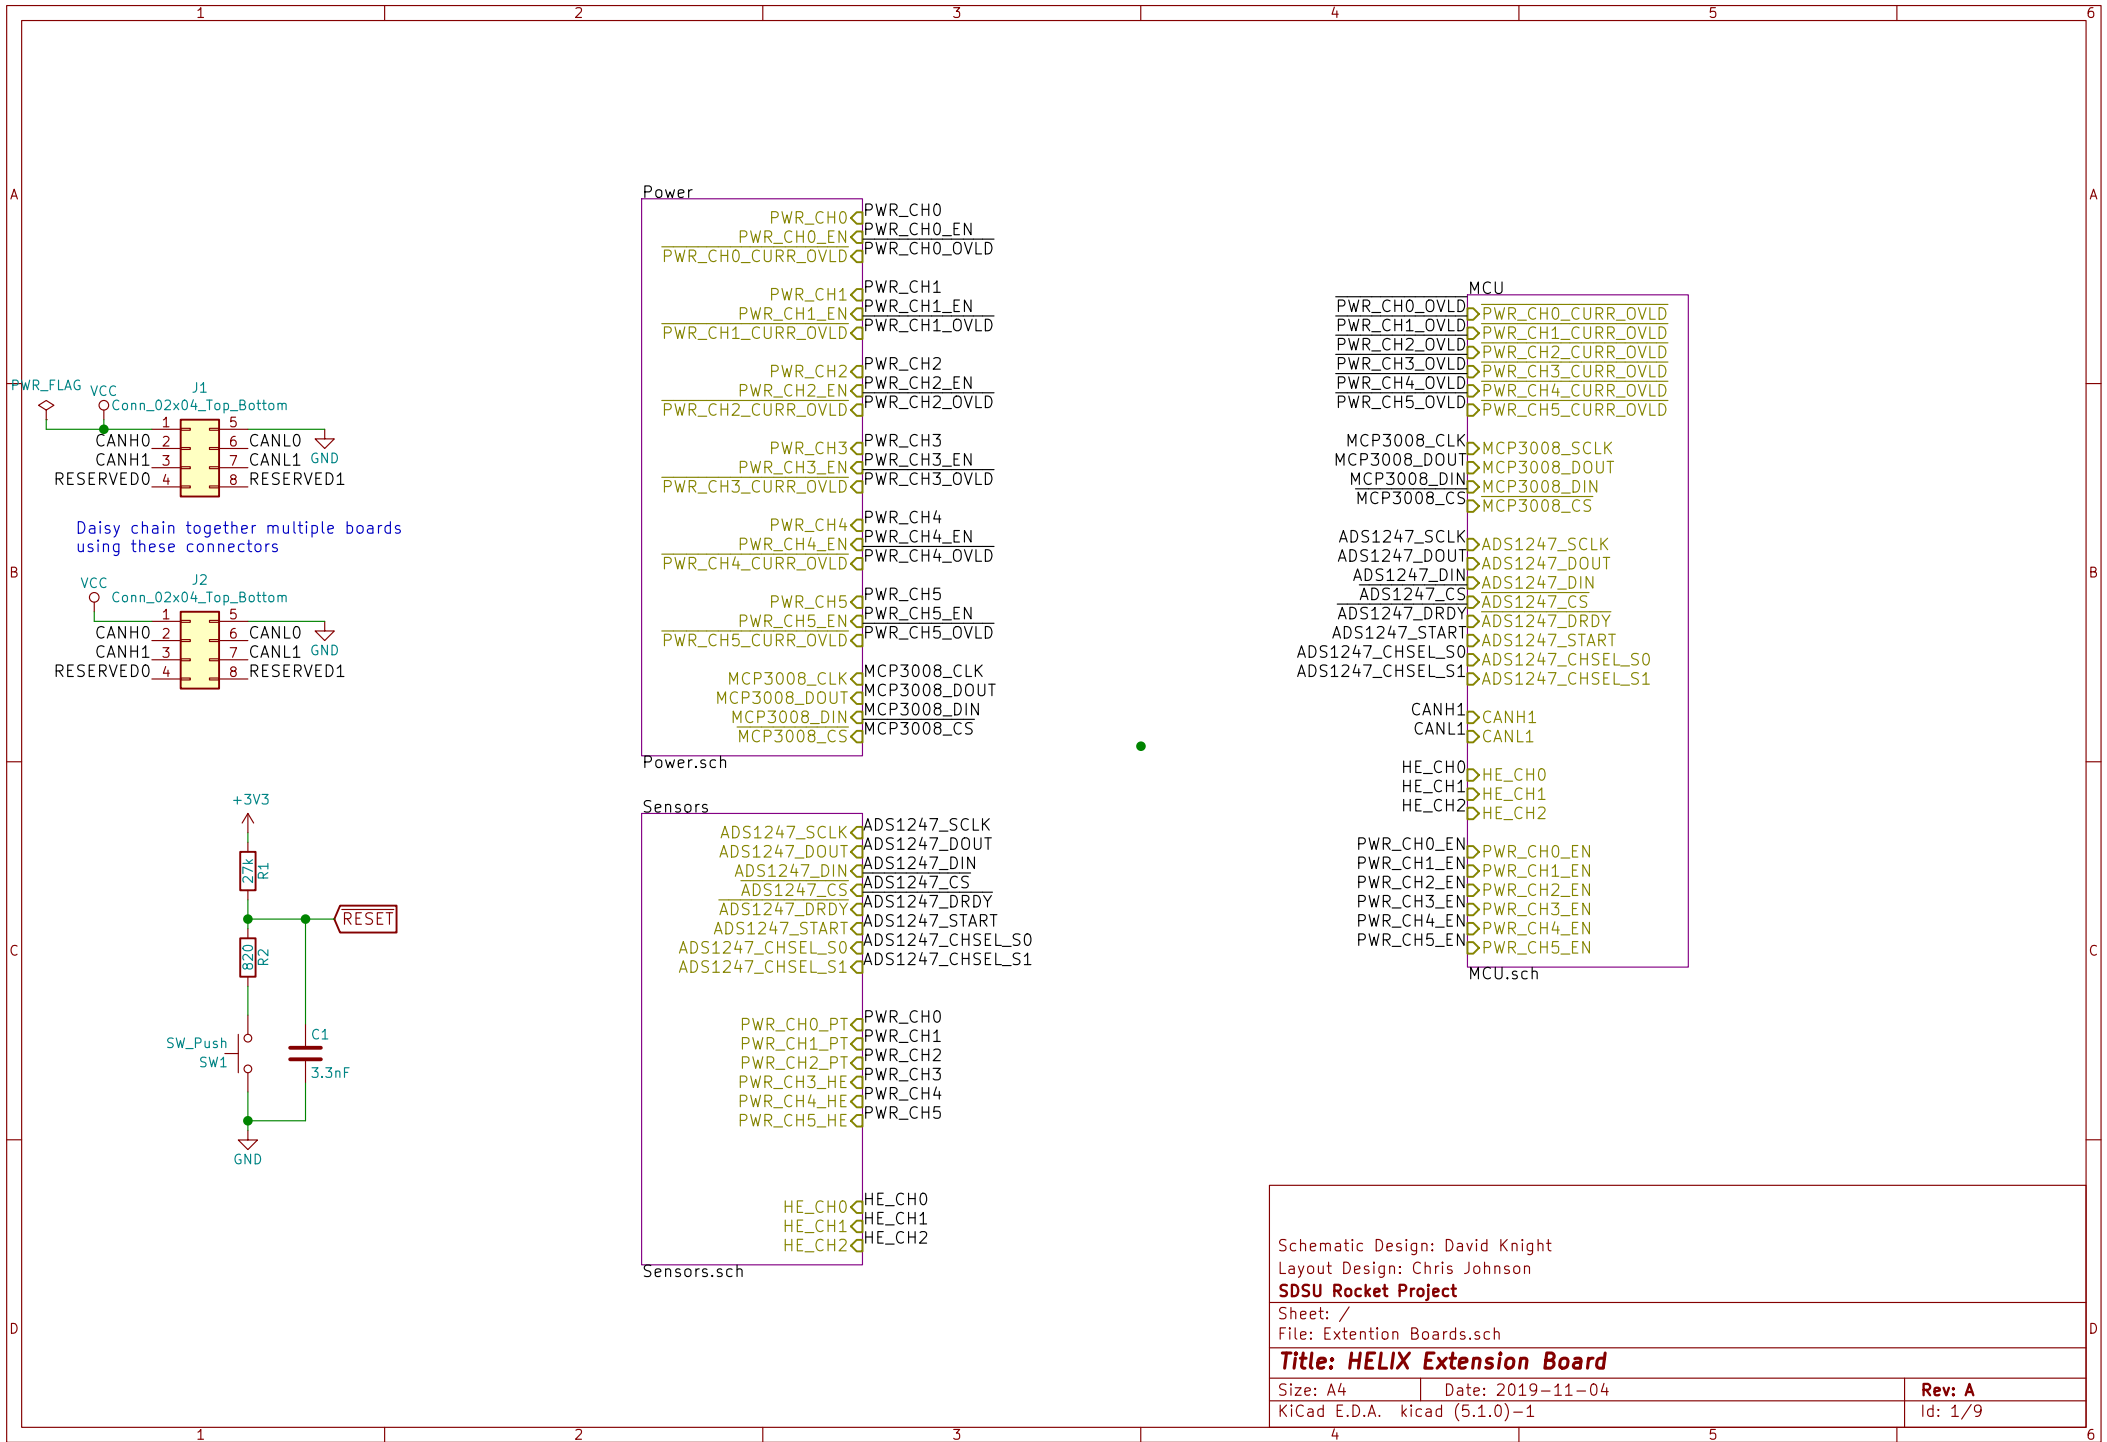 1 2 3 4 5 6
A
B
C
D
A
B
C
D
PWR_FLAG
VCC
J1
Conn_02x04_Top_Bottom
1 5
CANH0 2 6 CANL0
CANH1 3 7 CANL1
RESERVED0 4 8 RESERVED1
GND
Daisy chain together multiple boards
using these connectors
VCC
J2
Conn_02x04_Top_Bottom
1 5
CANH0 2 6 CANL0
CANH1 3 7 CANL1
RESERVED0 4 8 RESERVED1
GND
+3V3
27k R1
RESET
820 R2
SW_Push
SW1
C1
3.3nF
GND
Power
PWR_CH0 PWR_CH0
PWR_CH0_EN PWR_CH0_EN
PWR_CH0_CURR_OVLD PWR_CH0_OVLD
PWR_CH1 PWR_CH1
PWR_CH1_EN PWR_CH1_EN
PWR_CH1_CURR_OVLD PWR_CH1_OVLD
PWR_CH2 PWR_CH2
PWR_CH2_EN PWR_CH2_EN
PWR_CH2_CURR_OVLD PWR_CH2_OVLD
PWR_CH3 PWR_CH3
PWR_CH3_EN PWR_CH3_EN
PWR_CH3_CURR_OVLD PWR_CH3_OVLD
PWR_CH4 PWR_CH4
PWR_CH4_EN PWR_CH4_EN
PWR_CH4_CURR_OVLD PWR_CH4_OVLD
PWR_CH5 PWR_CH5
PWR_CH5_EN PWR_CH5_EN
PWR_CH5_CURR_OVLD PWR_CH5_OVLD
MCP3008_CLK MCP3008_CLK
MCP3008_DOUT MCP3008_DOUT
MCP3008_DIN MCP3008_DIN
MCP3008_CS MCP3008_CS
Power.sch
Sensors
ADS1247_SCLK ADS1247_SCLK
ADS1247_DOUT ADS1247_DOUT
ADS1247_DIN ADS1247_DIN
ADS1247_CS ADS1247_CS
ADS1247_DRDY ADS1247_DRDY
ADS1247_START ADS1247_START
ADS1247_CHSEL_S0 ADS1247_CHSEL_S0
ADS1247_CHSEL_S1 ADS1247_CHSEL_S1
PWR_CH0_PT PWR_CH0
PWR_CH1_PT PWR_CH1
PWR_CH2_PT PWR_CH2
PWR_CH3_HE PWR_CH3
PWR_CH4_HE PWR_CH4
PWR_CH5_HE PWR_CH5
HE_CH0 HE_CH0
HE_CH1 HE_CH1
HE_CH2 HE_CH2
Sensors.sch
MCU
PWR_CH0_OVLD PWR_CH0_CURR_OVLD
PWR_CH1_OVLD PWR_CH1_CURR_OVLD
PWR_CH2_OVLD PWR_CH2_CURR_OVLD
PWR_CH3_OVLD PWR_CH3_CURR_OVLD
PWR_CH4_OVLD PWR_CH4_CURR_OVLD
PWR_CH5_OVLD PWR_CH5_CURR_OVLD
MCP3008_CLK MCP3008_SCLK
MCP3008_DOUT MCP3008_DOUT
MCP3008_DIN MCP3008_DIN
MCP3008_CS MCP3008_CS
ADS1247_SCLK ADS1247_SCLK
ADS1247_DOUT ADS1247_DOUT
ADS1247_DIN ADS1247_DIN
ADS1247_CS ADS1247_CS
ADS1247_DRDY ADS1247_DRDY
ADS1247_START ADS1247_START
ADS1247_CHSEL_S0 ADS1247_CHSEL_S0
ADS1247_CHSEL_S1 ADS1247_CHSEL_S1
CANH1 CANH1
CANL1 CANL1
HE_CH0 HE_CH0
HE_CH1 HE_CH1
HE_CH2 HE_CH2
PWR_CH0_EN PWR_CH0_EN
PWR_CH1_EN PWR_CH1_EN
PWR_CH2_EN PWR_CH2_EN
PWR_CH3_EN PWR_CH3_EN
PWR_CH4_EN PWR_CH4_EN
PWR_CH5_EN PWR_CH5_EN
MCU.sch
Schematic Design: David Knight
Layout Design: Chris Johnson
SDSU Rocket Project
Sheet: /
File: Extention Boards.sch
Title: HELIX Extension Board
Size: A4 Date: 2019-11-04 Rev: A
KiCad E.D.A. kicad (5.1.0)-1 Id: 1/9
1 2 3 4 5 6